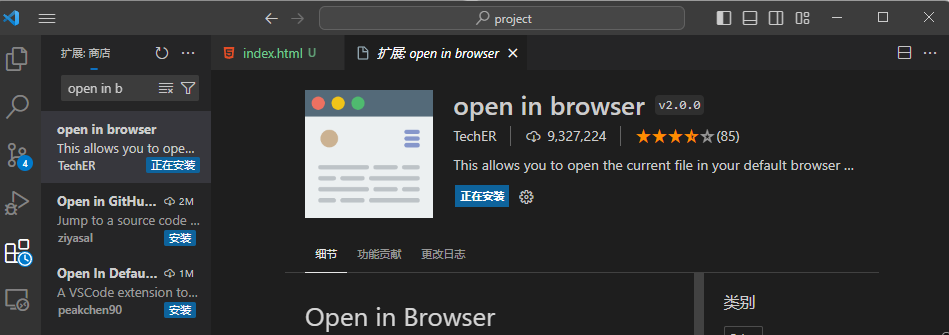 project
扩展: 商店
index.html U
扩展: open in browser
open in b
open in browser
This allows you to ope...
TechER 正在安装
Open in GitHu... 2M
Jump to a source code ...
ziyasal 安装
Open In Defau... 1M
A VSCode extension to...
peakchen90 安装
4
open in browser v2.0.0
TechER 9,327,224 (85)
This allows you to open the current file in your default browser ...
正在安装
细节 功能贡献 更改日志
Open in Browser
类别